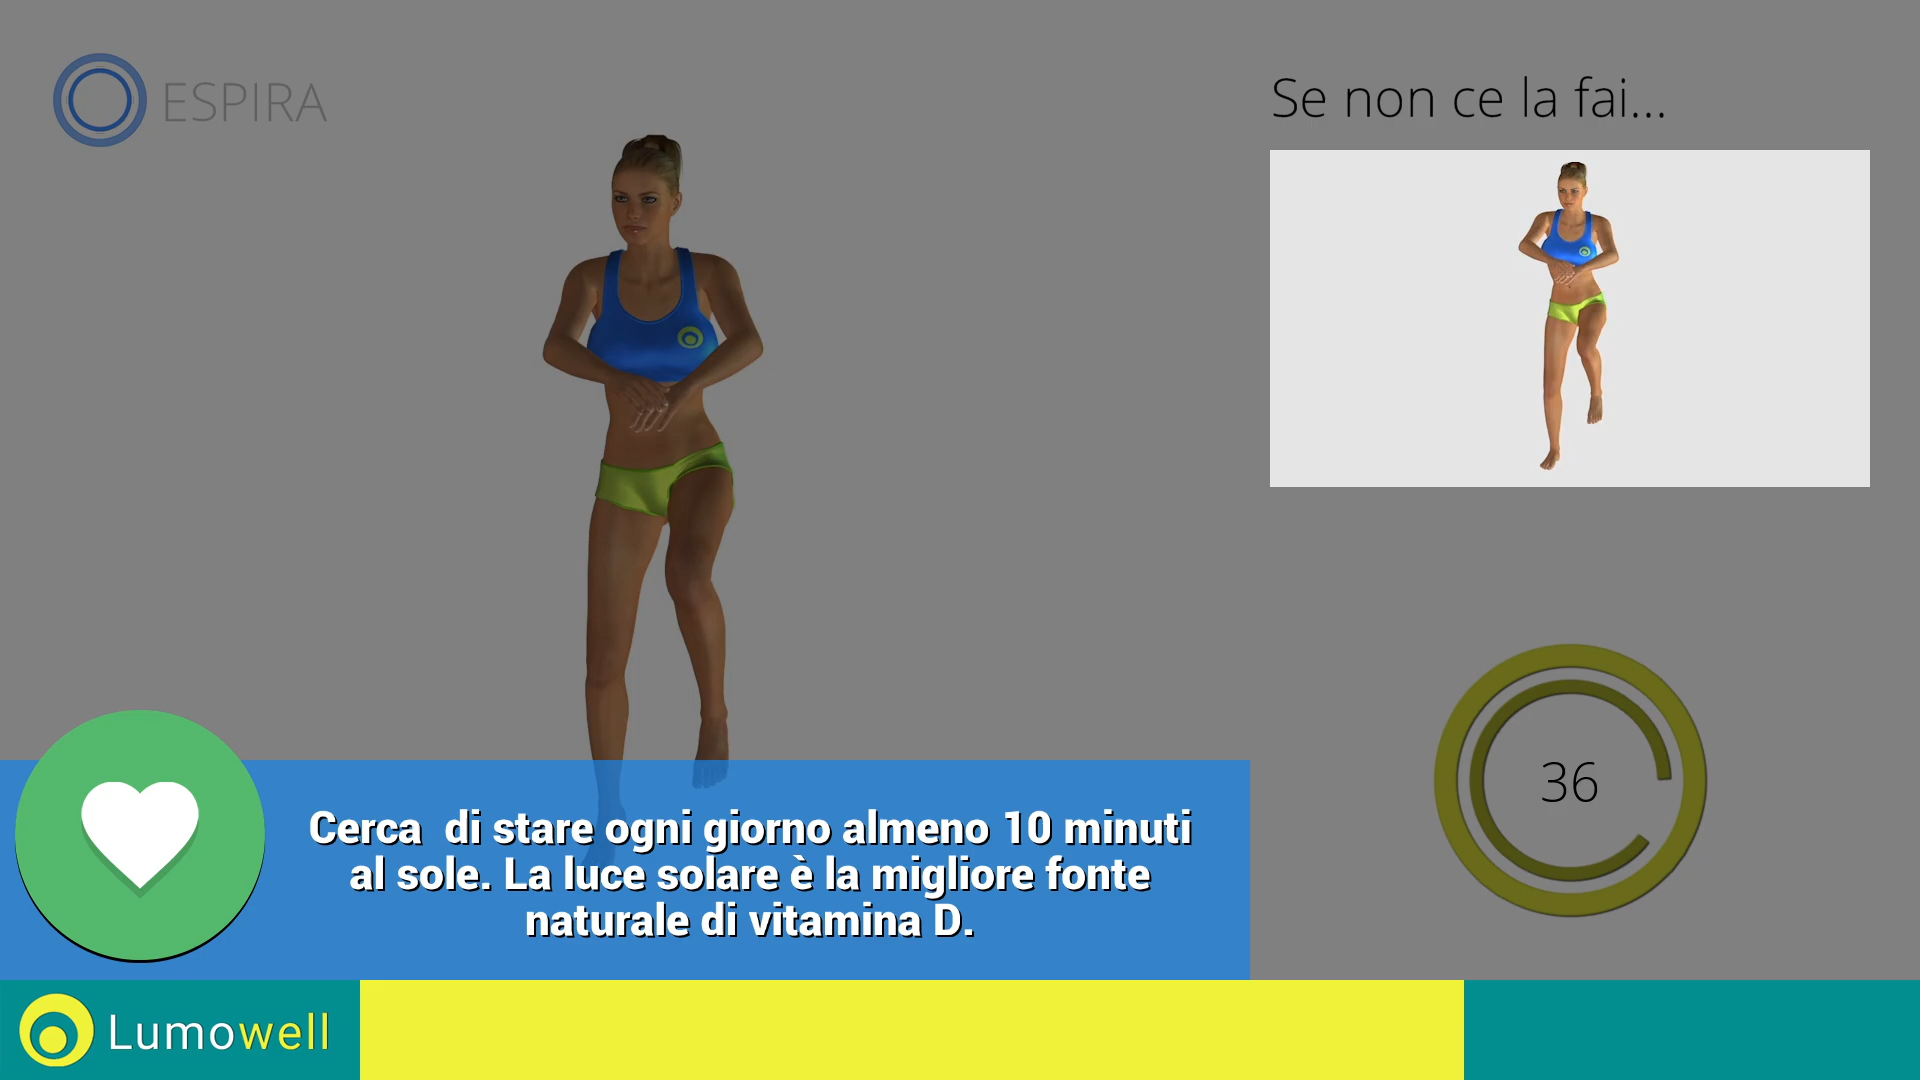 ESPIRA
Se non ce la fai...
36
Cerca  di stare ogni giorno almeno 10 minuti
al sole. La luce solare è la migliore fonte
naturale di vitamina D.
Lumowell